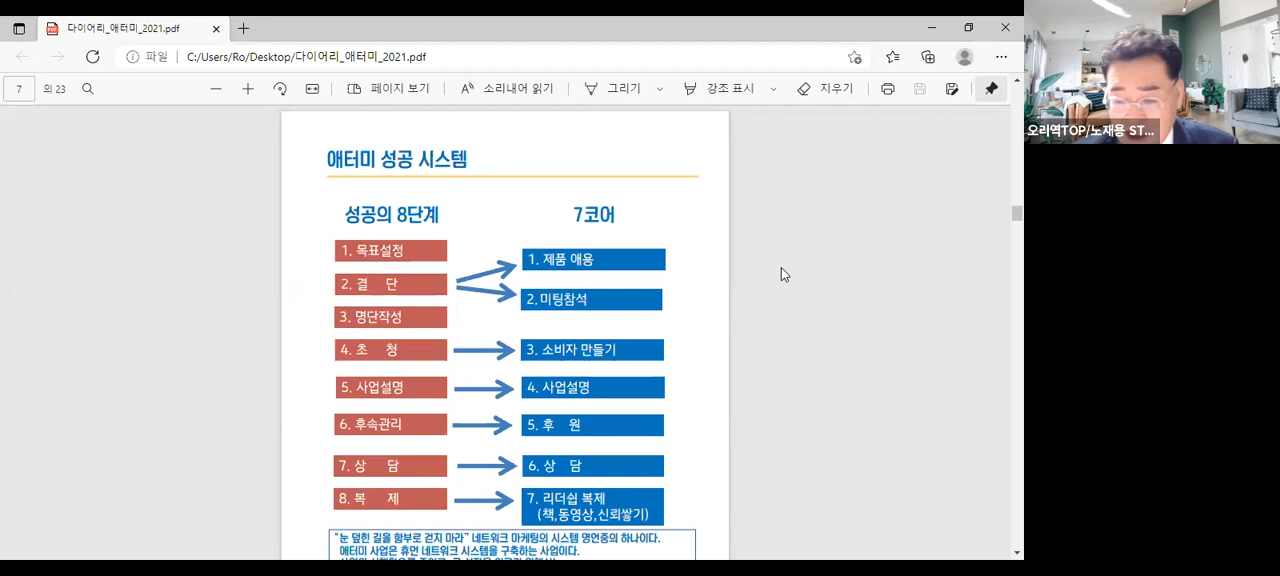 다이어리_애터미_2021.pdf
파일 C:/Users/Ro/Desktop/다이어리_애터미_2021.pdf
7 의 23 페이지 보기 소리내어 읽기 그리기 강조 표시 지우기
오리역TOP/노재용 ST...
애터미 성공 시스템
성공의 8단계
7코어
1. 목표설정
2. 결 단
3. 명단작성
4. 초 청
5. 사업설명
6. 후속관리
7. 상 담
8. 복 제
1. 제품 애용
2.미팅참석
3. 소비자 만들기
4. 사업설명
5. 후 원
6. 상 담
7. 리더쉽 복제
(책,동영상,신뢰쌓기)
“눈 덮힌 길을 함부로 걷지 마라” 네트워크 마케팅의 시스템 명언중의 하나이다.
애터미 사업은 휴먼 네트워크 시스템을 구축하는 사업이다.